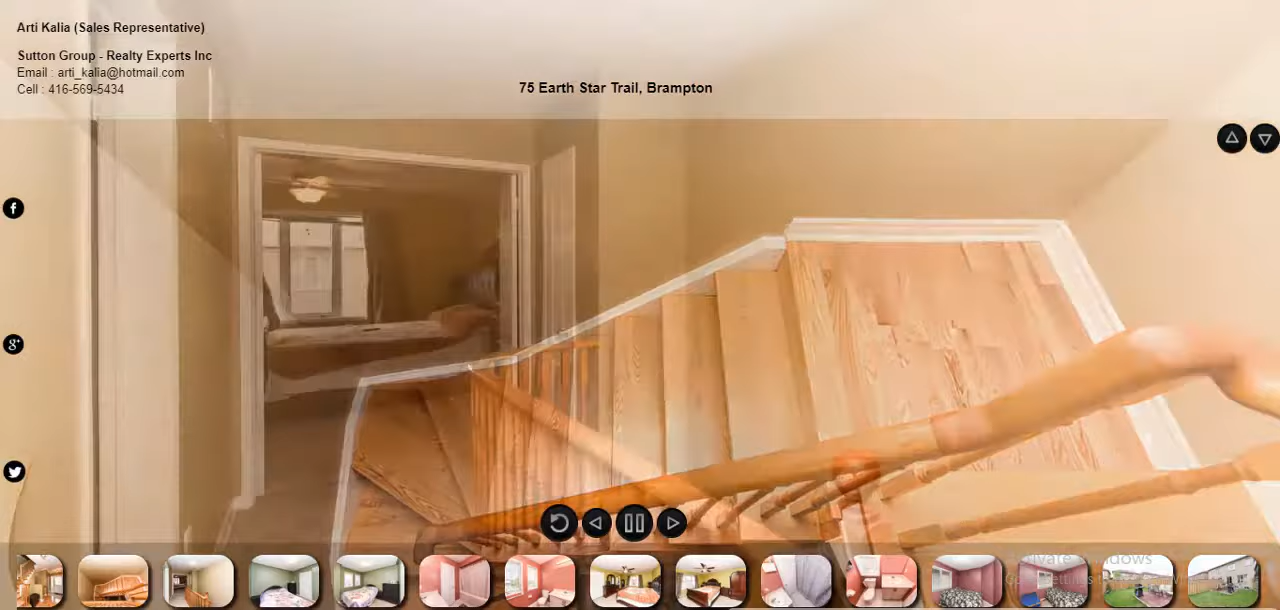 Arti Kalia (Sales Representative)
Sutton Group - Realty Experts Inc
Email : arti_kalia@hotmail.com
Cell : 416-569-5434
75 Earth Star Trail, Brampton